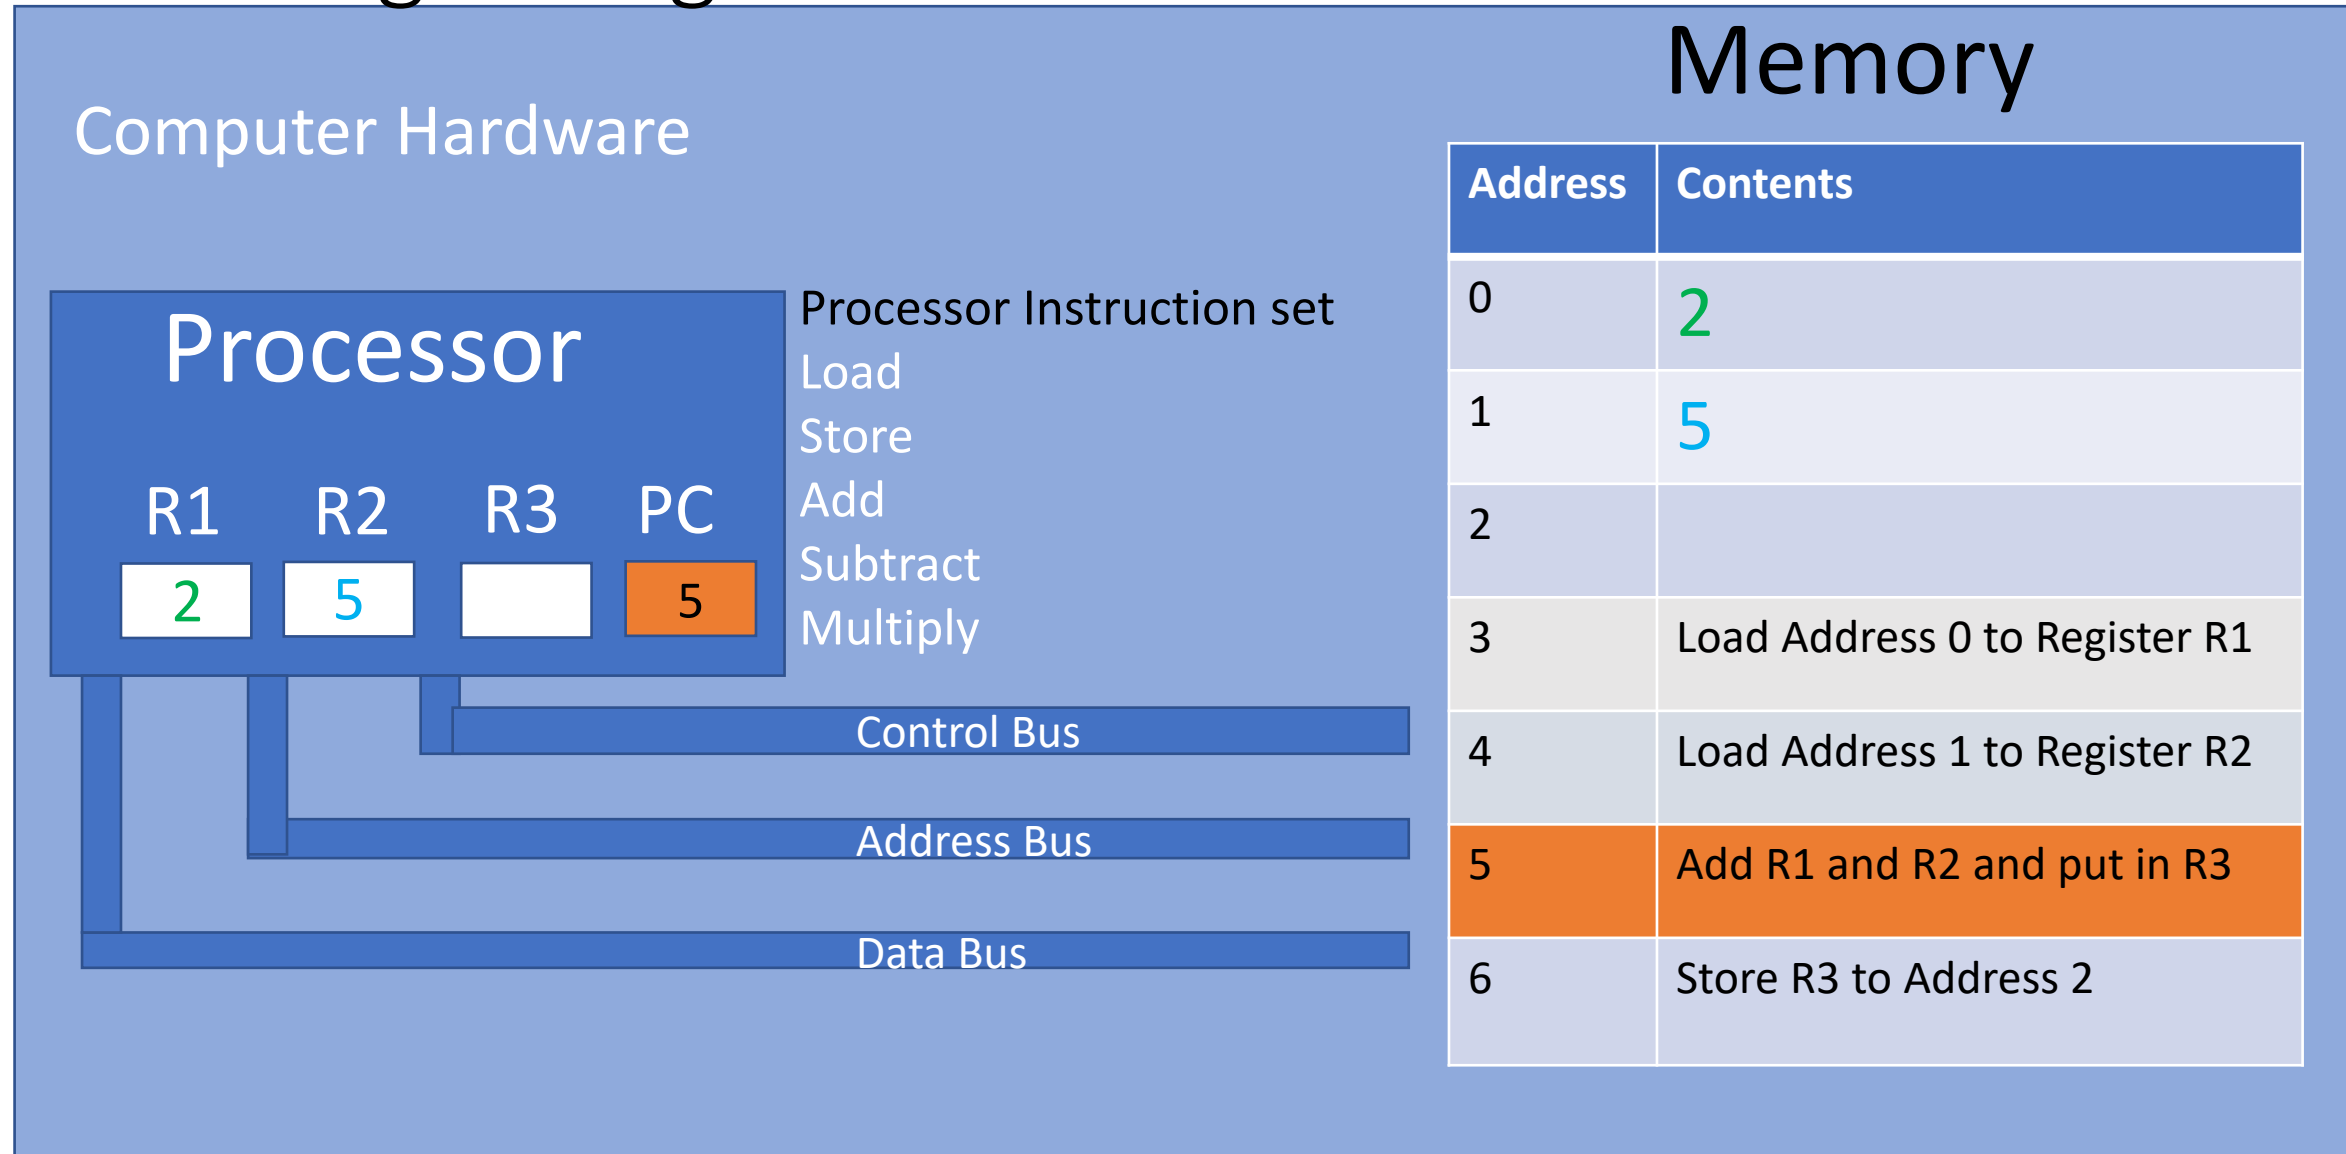 Memory
Computer Hardware
Processor
R1 R2 R3 PC
2 5 5
Processor Instruction set
Load
Store
Add
Subtract
Multiply
Control Bus
Address Bus
Data Bus
Address Contents
0 2
1 5
2
3 Load Address 0 to Register R1
4 Load Address 1 to Register R2
5 Add R1 and R2 and put in R3
6 Store R3 to Address 2